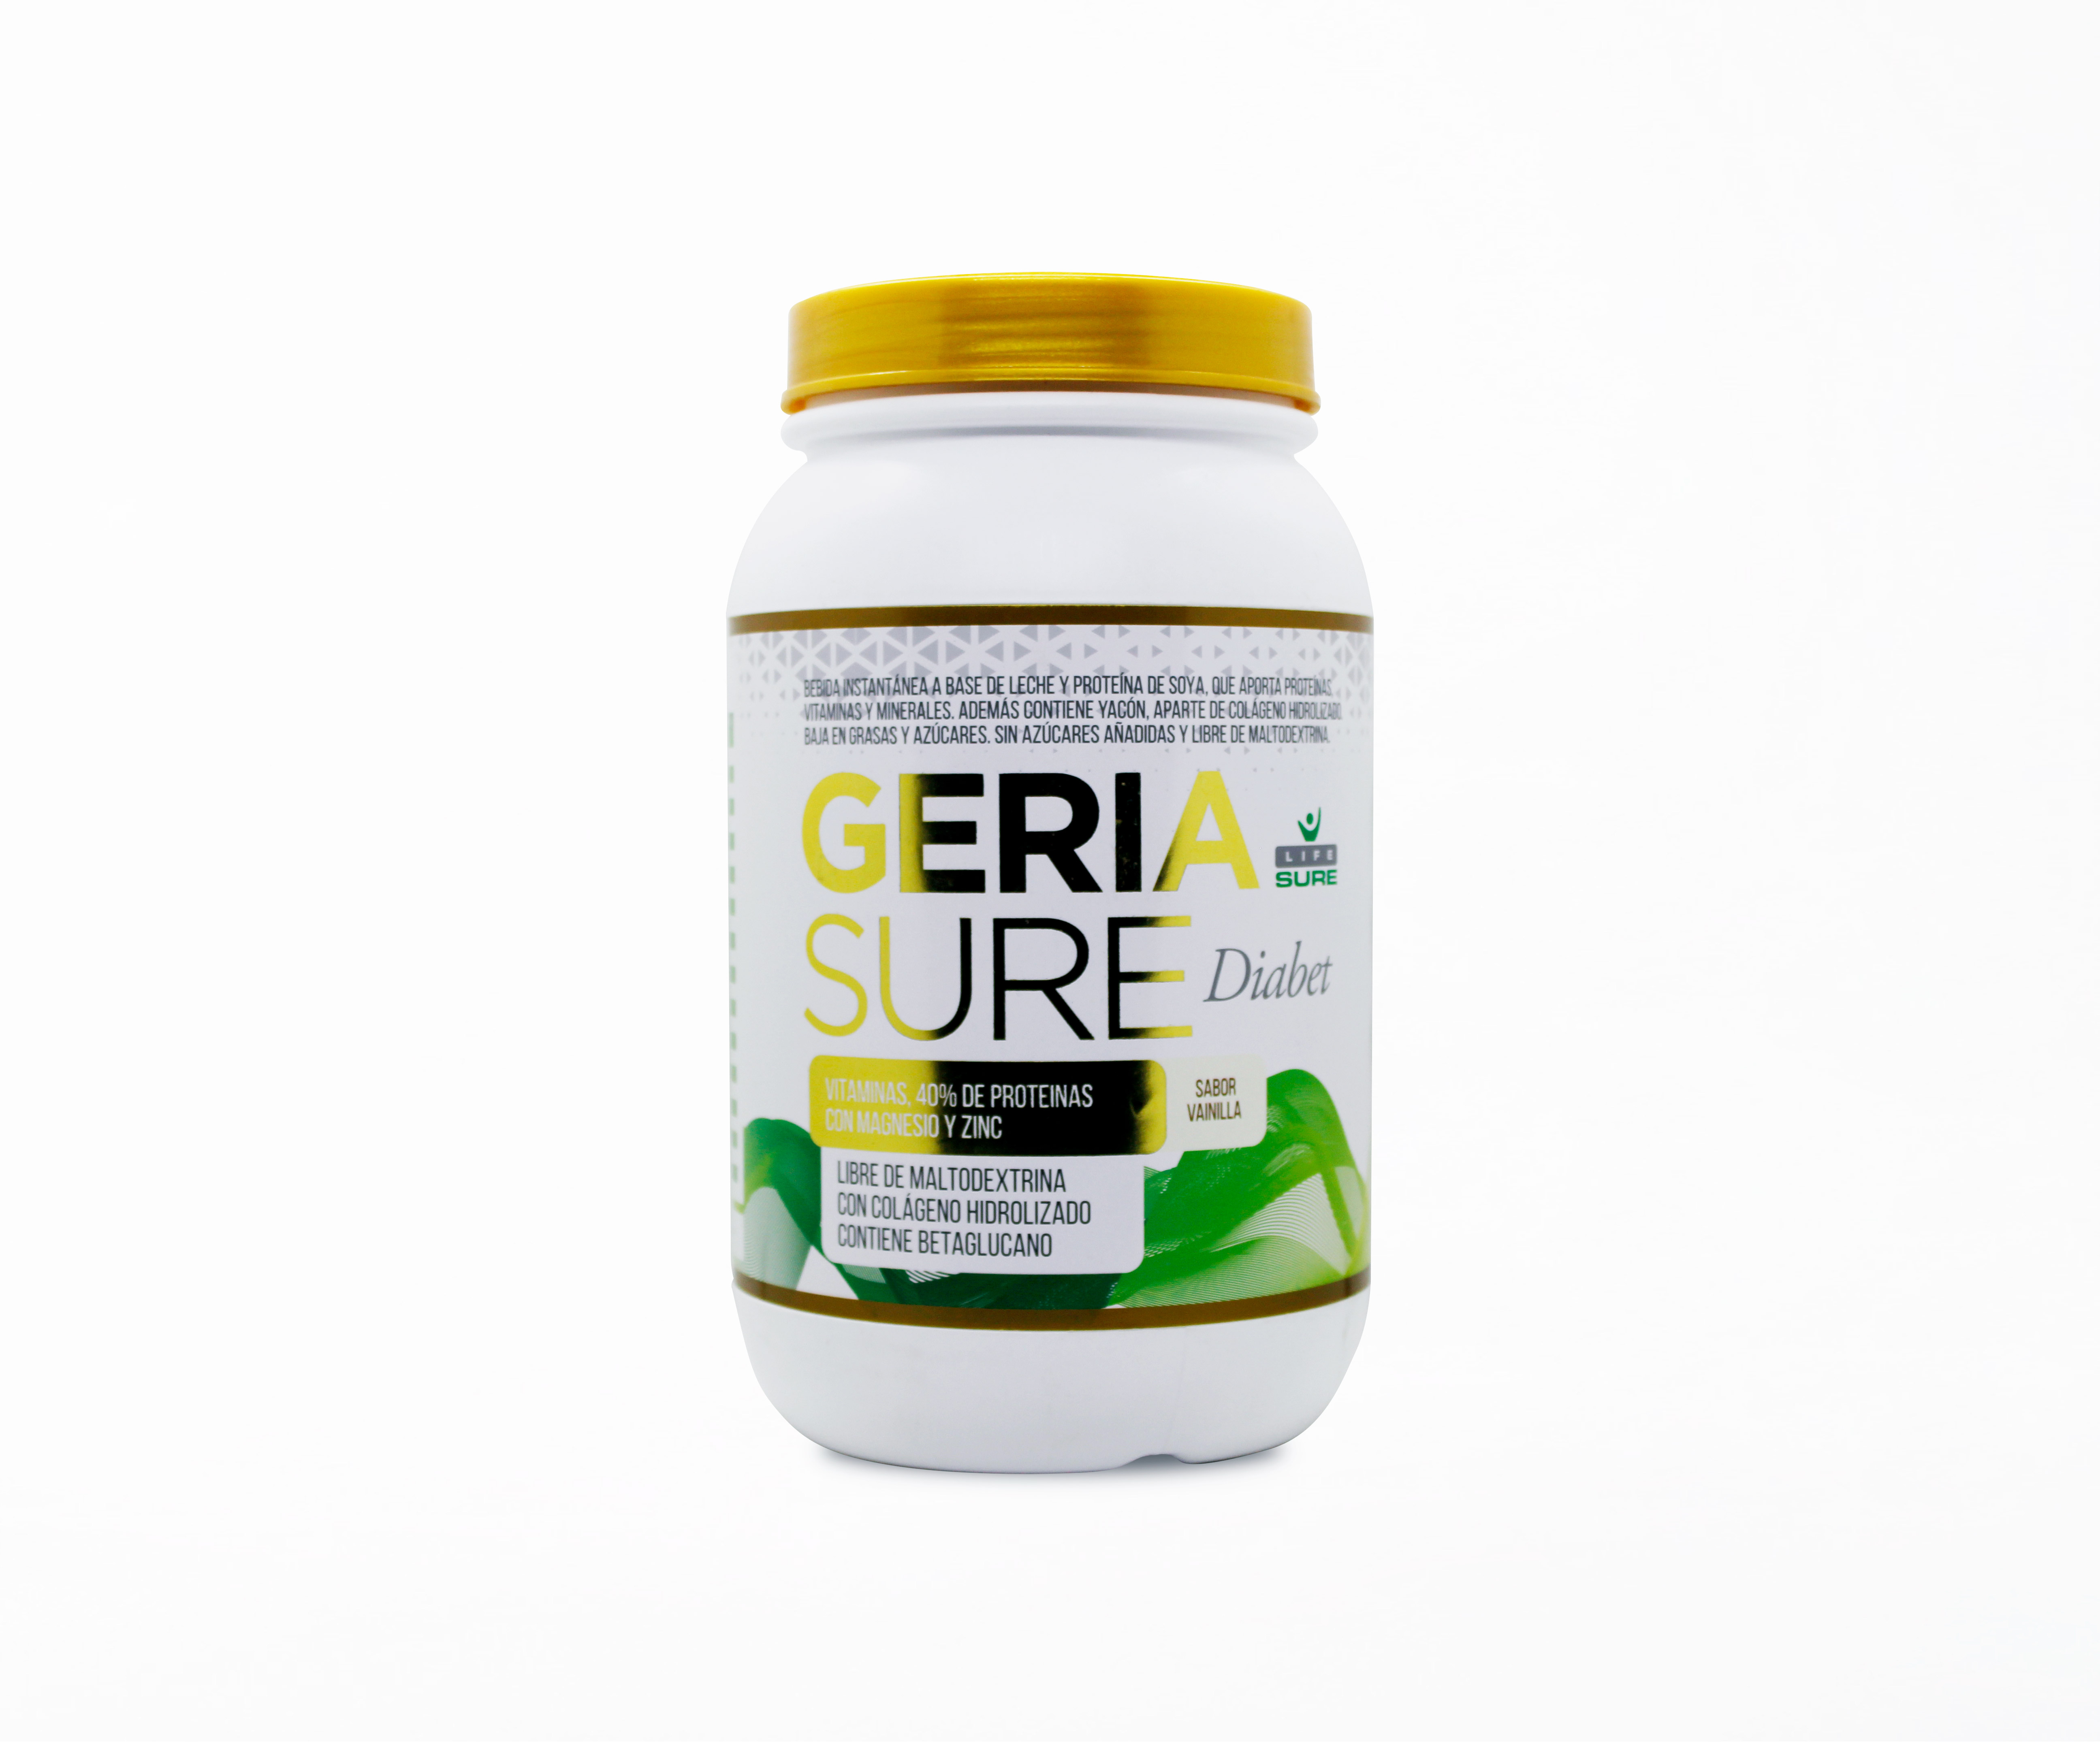 BEBIDA INSTANTÁNEA A BASE DE LECHE Y PROTEÍNA DE SOYA, QUE APORTA PROTEINAS,
VITAMINAS Y MINERALES. ADEMÁS CONTIENE YACÓN, APARTE DE COLÁGENO HIDROLIZADO.
BAJA EN GRASAS Y AZÚCARES. SIN AZÚCARES AÑADIDAS Y LIBRE DE MALTODEXTRINA.
GERIA
LIFE
SURE
SURE
Diabet
VITAMINAS, 40% DE PROTEINAS
CON MAGNESIO Y ZINC
SABOR
VAINILLA
LIBRE DE MALTODEXTRINA
CON COLÁGENO HIDROLIZADO
CONTIENE BETAGLUCANO